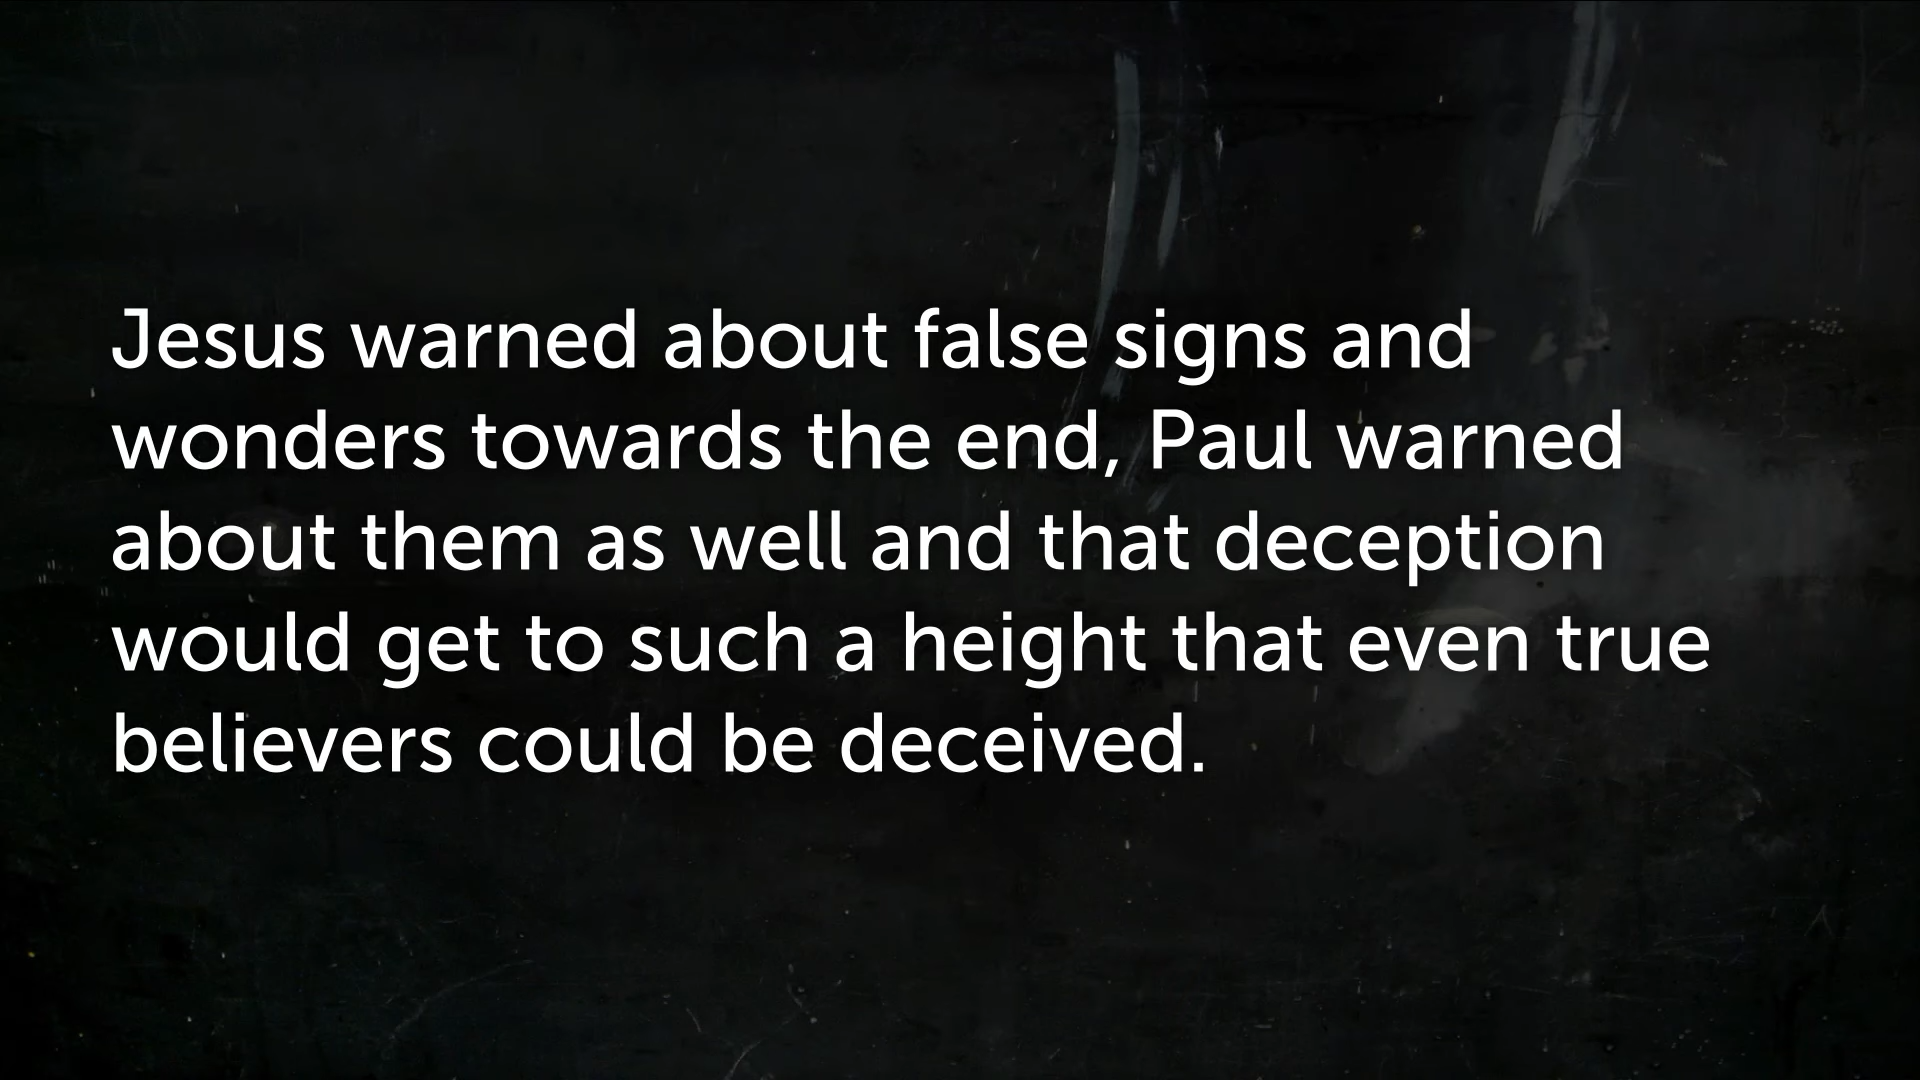 Jesus warned about false signs and
wonders towards the end, Paul warned
about them as well and that deception
would get to such a height that even true
believers could be deceived.